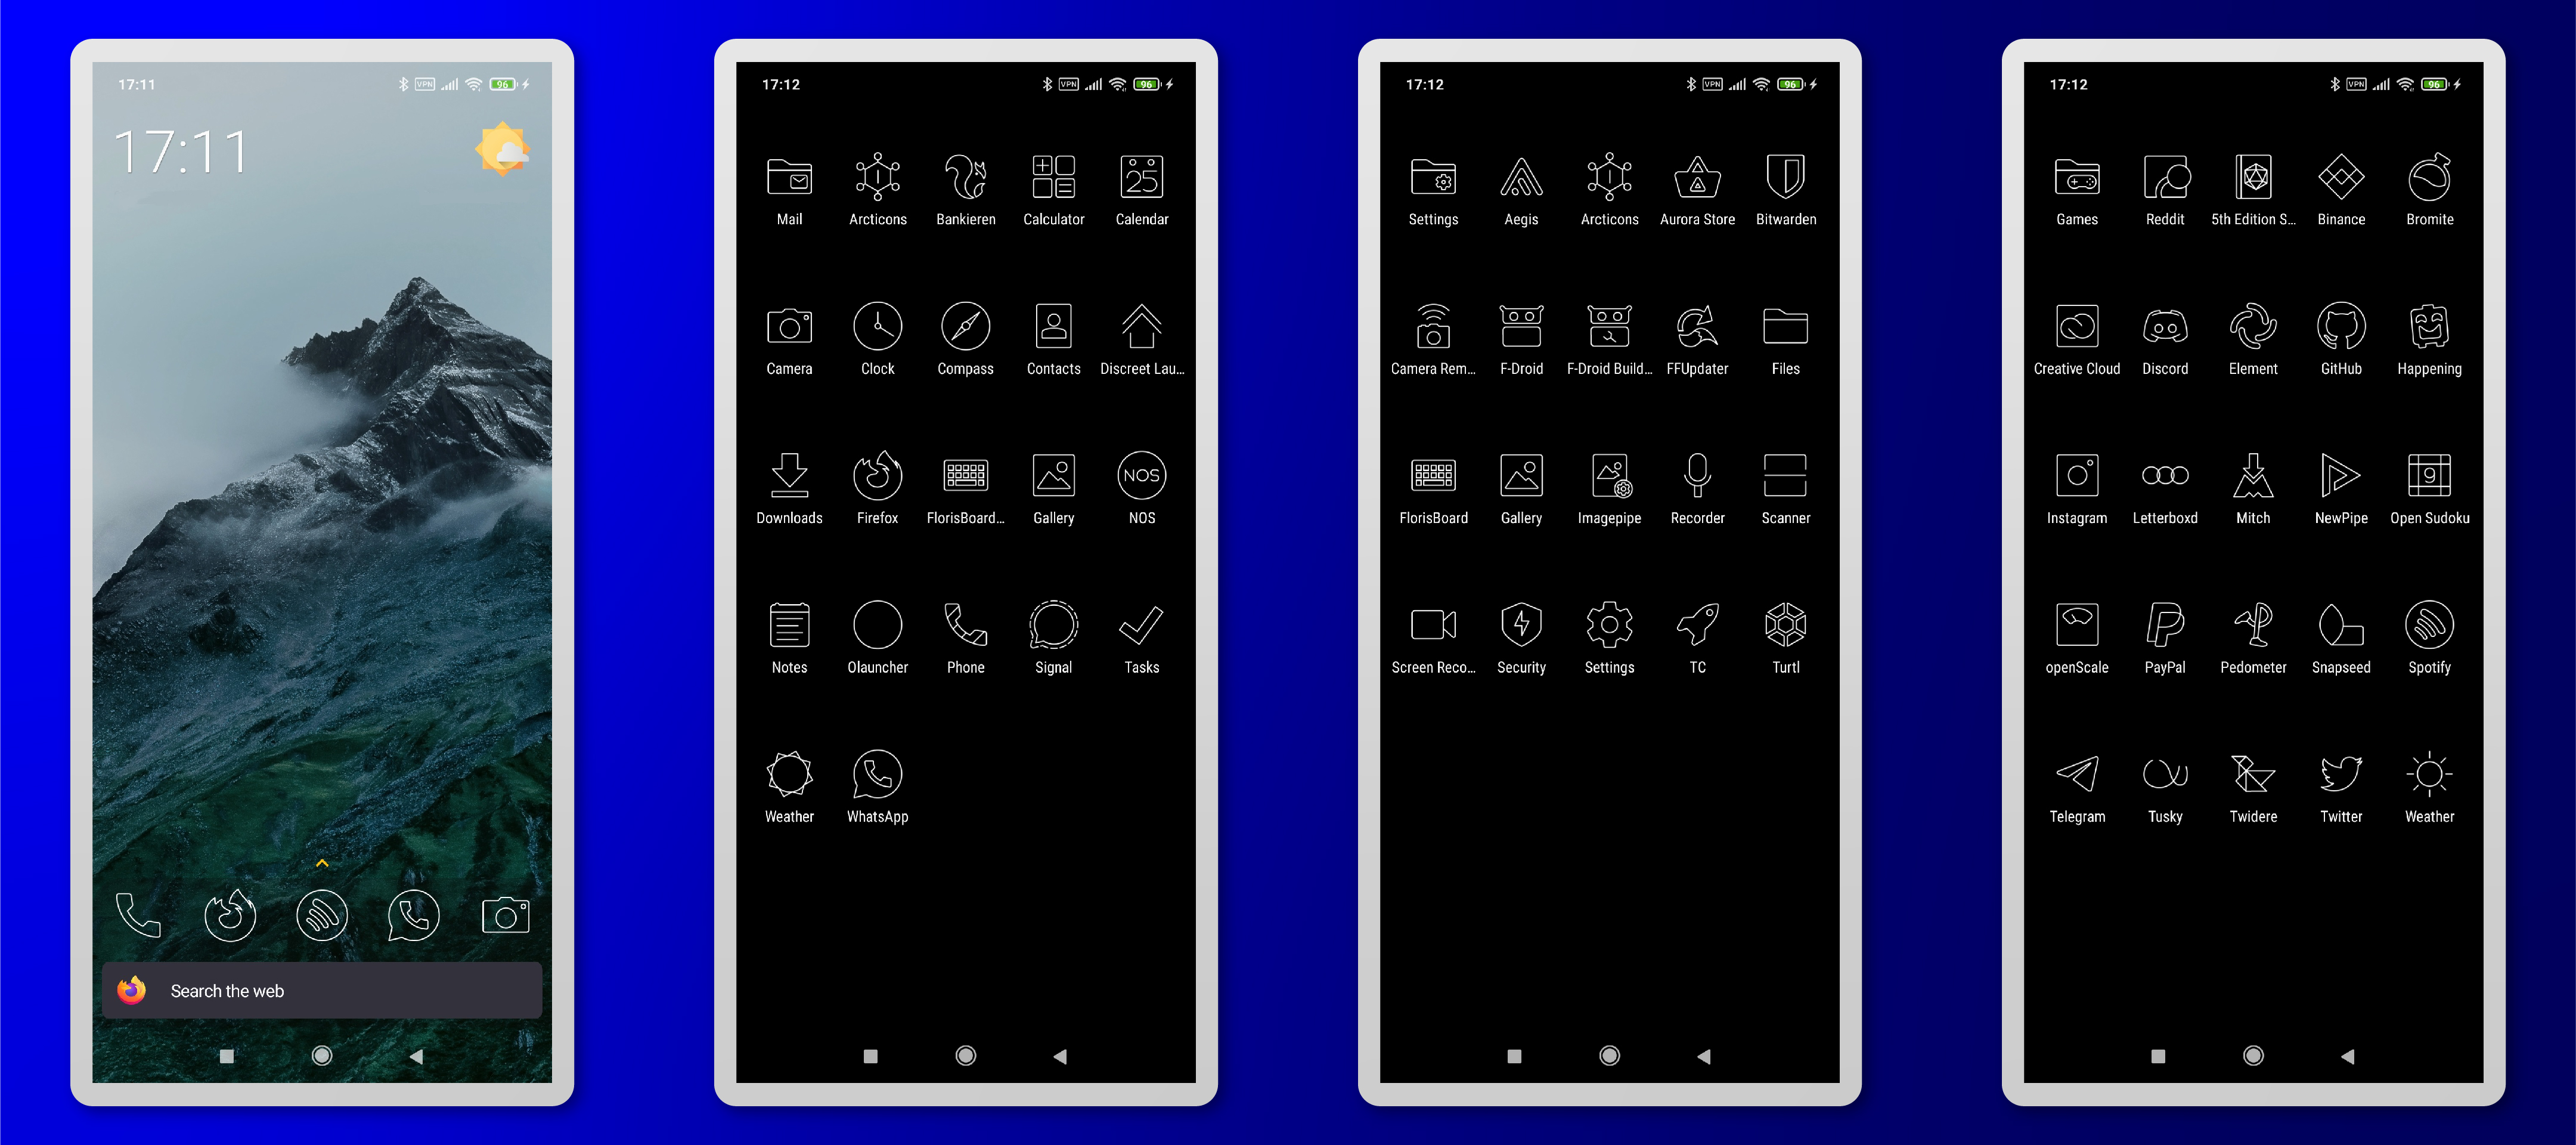 17:11
VPN
96
17:11
Search the web
17:12
VPN
96
25
Mail Arcticons Bankieren Calculator Calendar
Camera Clock Compass Contacts Discreet Lau...
NOS
Downloads Firefox FlorisBoard... Gallery NOS
Notes Olauncher Phone Signal Tasks
Weather WhatsApp
17:12
VPN
96
Settings Aegis Arcticons Aurora Store Bitwarden
Camera Rem... F-Droid F-Droid Build... FFUpdater Files
FlorisBoard Gallery Imagepipe Recorder Scanner
Screen Reco... Security Settings TC Turtl
17:12
VPN
96
Games Reddit 5th Edition S... Binance Bromite
Creative Cloud Discord Element GitHub Happening
9
Instagram Letterboxd Mitch NewPipe Open Sudoku
openScale PayPal Pedometer Snapseed Spotify
Telegram Tusky Twidere Twitter Weather